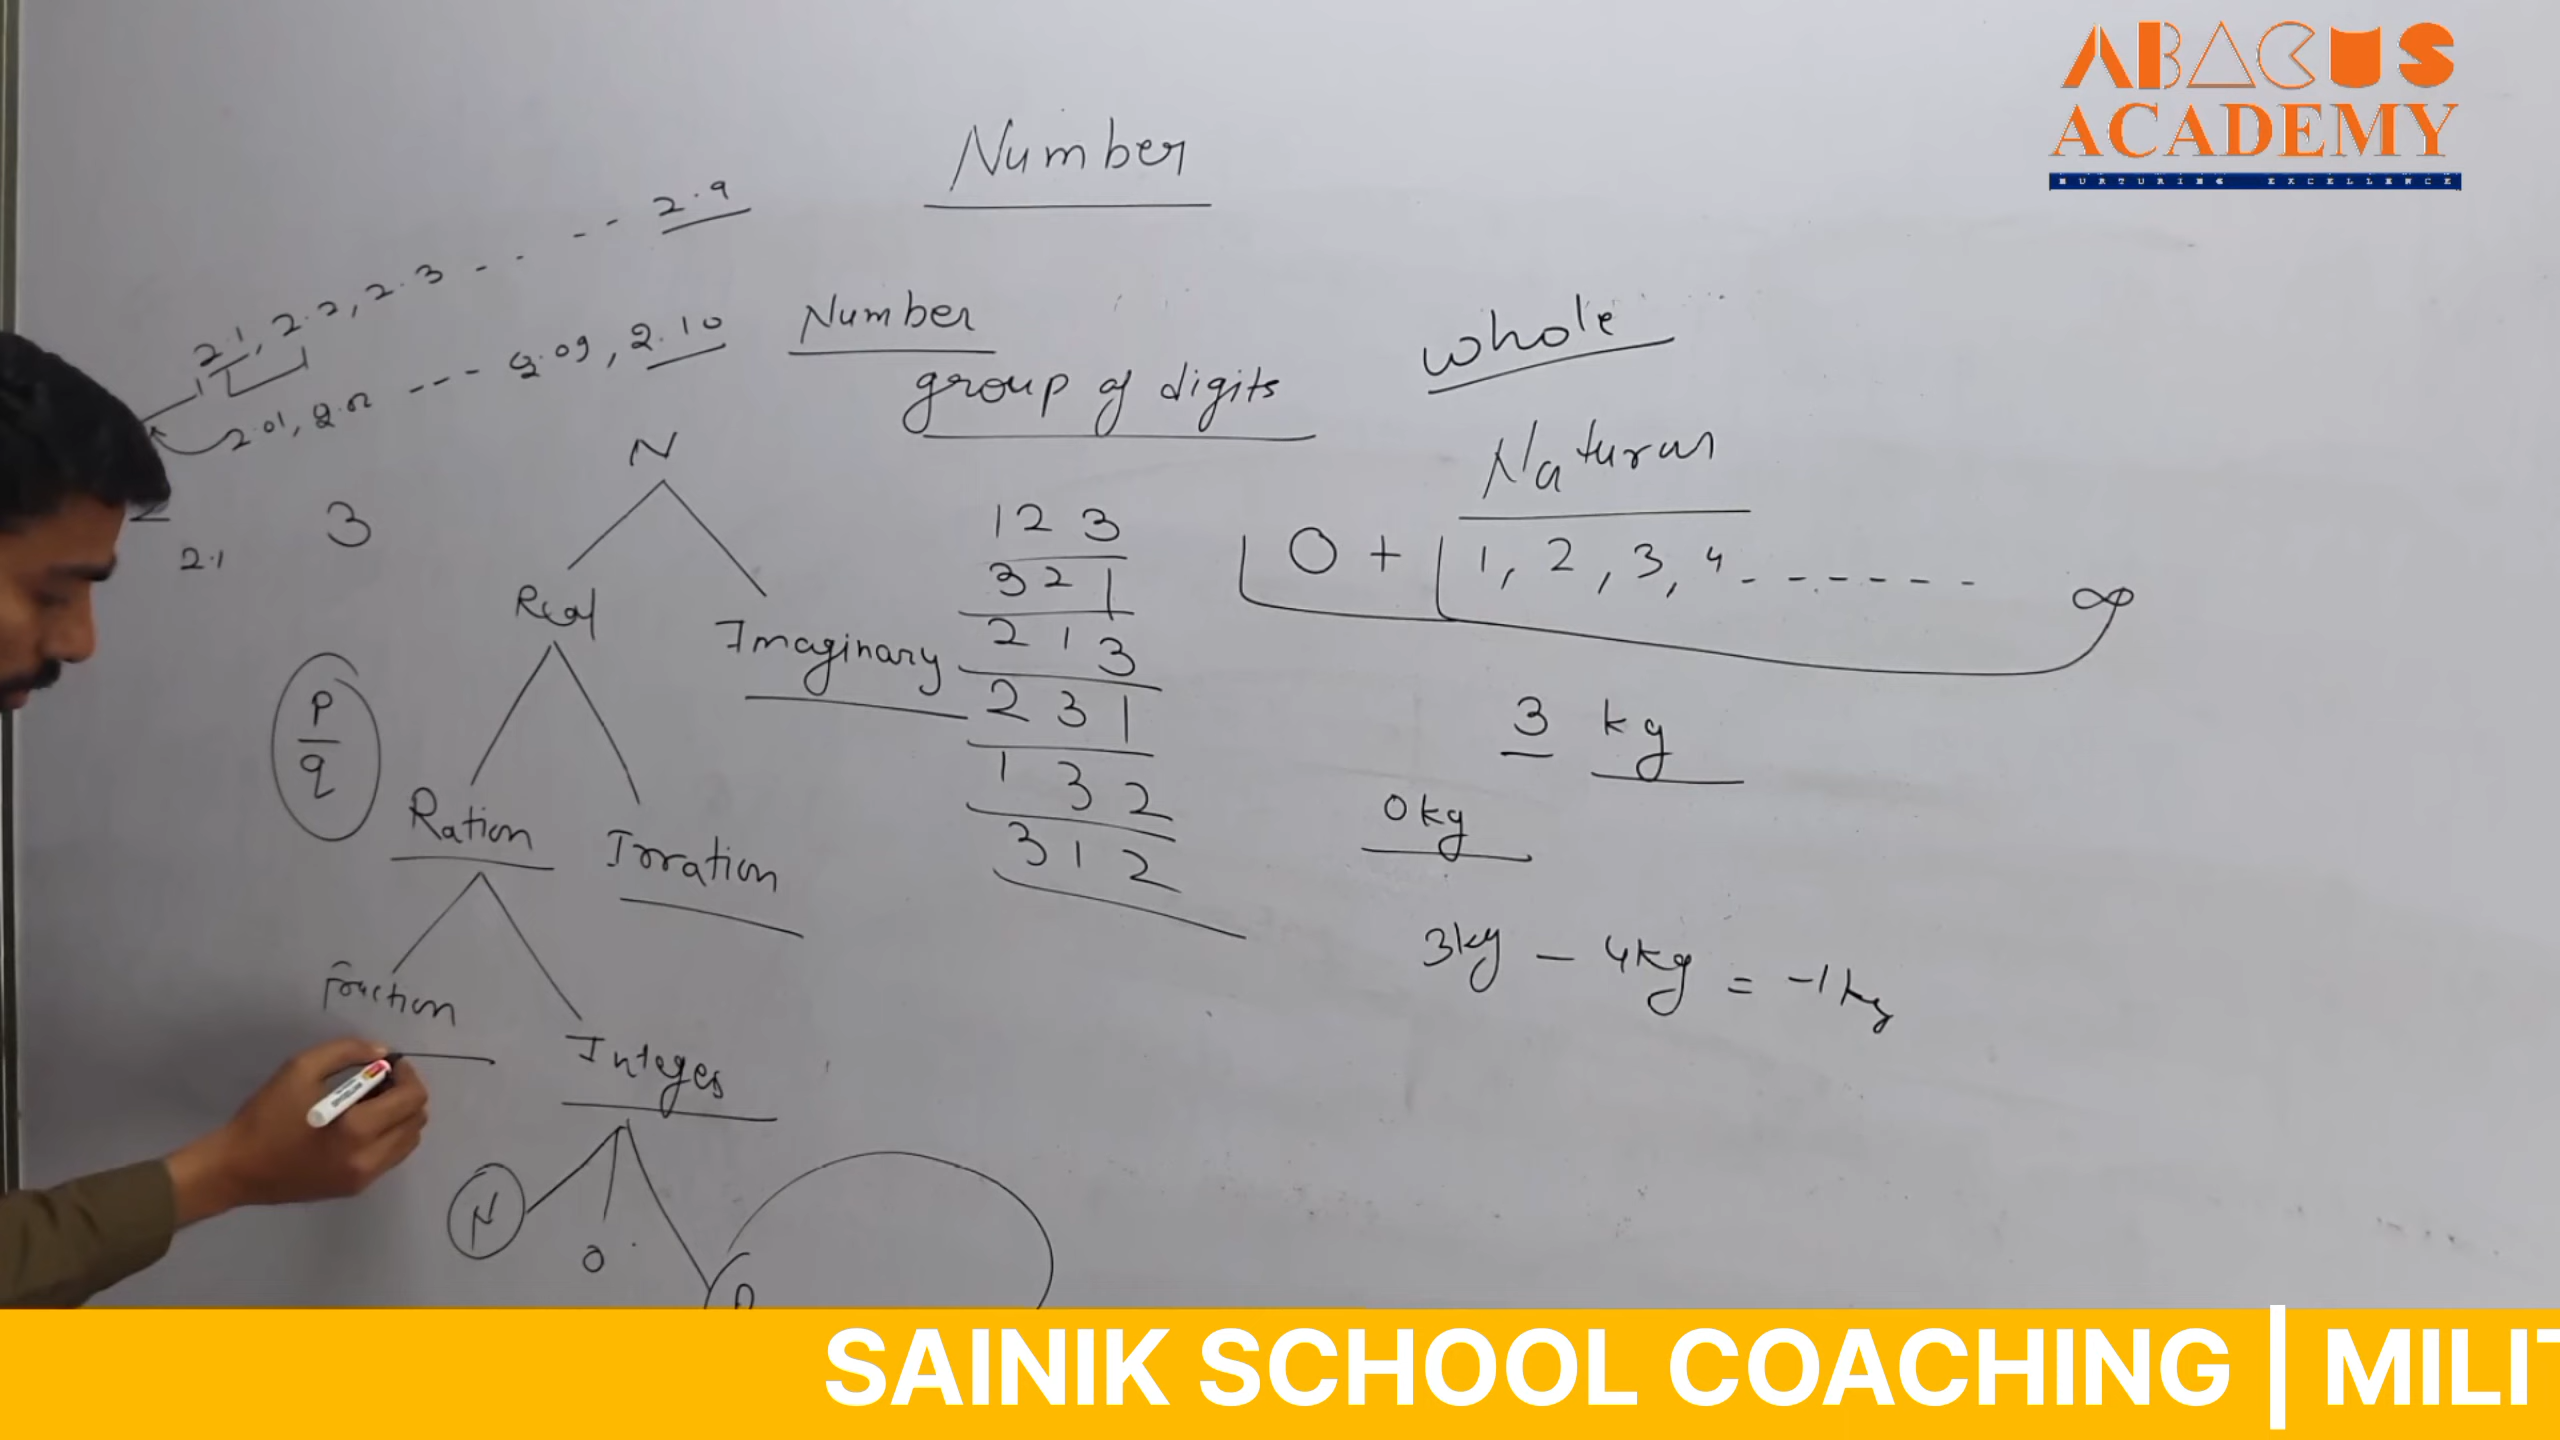 ABACUS
ACADEMY
NURTURING EXCELLENCE
Number
2.1, 2.2, 2.3 - - - - 2.9
2.01, 2.02 --- 2.09, 2.10
Number
group of digits
whole
N
3
2.1
Real
Imaginary
P
q
Ration
Irration
Fraction
Integes
N
0
1 2 3
3 2 1
2 1 3
2 3 1
1 3 2
3 1 2
Natural
0 + 1, 2, 3, 4 - - - - - - ∞
3 kg
0kg
3kg - 4kg = -1kg
SAINIK SCHOOL COACHING | MILIT